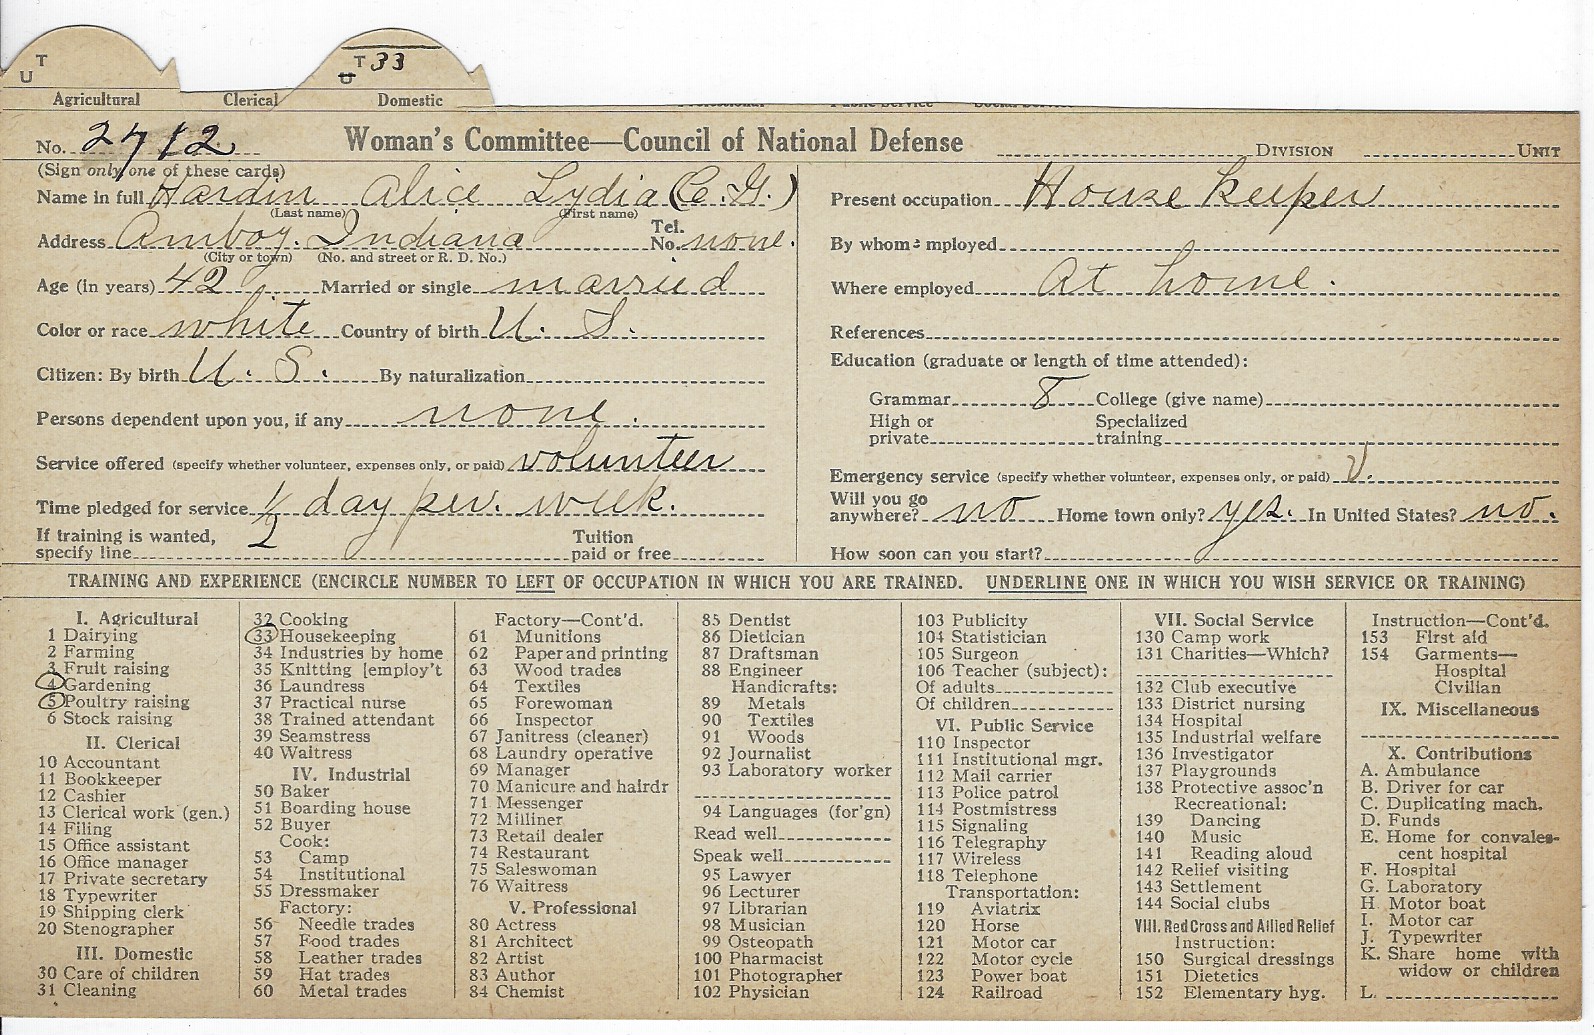 T
U
T 33
U
Agricultural Clerical Domestic
No. 2712 Woman's Committee—Council of National Defense DIVISION UNIT
(Sign only one of these cards)
Name in full Hardin Alice Lydia (C. G.)
(Last name) (First name)
Address Amboy. Indiana Tel. No. none.
(City or town) (No. and street or R. D. No.)
Age (in years) 42 Married or single married
Color or race white Country of birth U. S.
Citizen: By birth U. S. By naturalization
Persons dependent upon you, if any none.
Service offered (specify whether volunteer, expenses only, or paid) volunteer
Time pledged for service 1/2 day per. week.
If training is wanted, specify line Tuition paid or free
Present occupation House keeper
By whom employed
Where employed At home.
References
Education (graduate or length of time attended):
Grammar 8 College (give name)
High or private Specialized training
Emergency service (specify whether volunteer, expenses only, or paid) V.
Will you go anywhere? no Home town only? yes. In United States? no.
How soon can you start?
TRAINING AND EXPERIENCE (ENCIRCLE NUMBER TO LEFT OF OCCUPATION IN WHICH YOU ARE TRAINED. UNDERLINE ONE IN WHICH YOU WISH SERVICE OR TRAINING)
I. Agricultural
1 Dairying
2 Farming
3 Fruit raising
4 Gardening
5 Poultry raising
6 Stock raising
II. Clerical
10 Accountant
11 Bookkeeper
12 Cashier
13 Clerical work (gen.)
14 Filing
15 Office assistant
16 Office manager
17 Private secretary
18 Typewriter
19 Shipping clerk
20 Stenographer
III. Domestic
30 Care of children
31 Cleaning
32 Cooking
33 Housekeeping
34 Industries by home
35 Knitting [employ't
36 Laundress
37 Practical nurse
38 Trained attendant
39 Seamstress
40 Waitress
IV. Industrial
50 Baker
51 Boarding house
52 Buyer
Cook:
53 Camp
54 Institutional
55 Dressmaker
Factory:
56 Needle trades
57 Food trades
58 Leather trades
59 Hat trades
60 Metal trades
Factory—Cont'd.
61 Munitions
62 Paper and printing
63 Wood trades
64 Textiles
65 Forewoman
66 Inspector
67 Janitress (cleaner)
68 Laundry operative
69 Manager
70 Manicure and hairdr
71 Messenger
72 Milliner
73 Retail dealer
74 Restaurant
75 Saleswoman
76 Waitress
V. Professional
80 Actress
81 Architect
82 Artist
83 Author
84 Chemist
85 Dentist
86 Dietician
87 Draftsman
88 Engineer
Handicrafts:
89 Metals
90 Textiles
91 Woods
92 Journalist
93 Laboratory worker
94 Languages (for'gn)
Read well
Speak well
95 Lawyer
96 Lecturer
97 Librarian
98 Musician
99 Osteopath
100 Pharmacist
101 Photographer
102 Physician
103 Publicity
104 Statistician
105 Surgeon
106 Teacher (subject):
Of adults
Of children
VI. Public Service
110 Inspector
111 Institutional mgr.
112 Mail carrier
113 Police patrol
114 Postmistress
115 Signaling
116 Telegraphy
117 Wireless
118 Telephone
Transportation:
119 Aviatrix
120 Horse
121 Motor car
122 Motor cycle
123 Power boat
124 Railroad
VII. Social Service
130 Camp work
131 Charities—Which?
132 Club executive
133 District nursing
134 Hospital
135 Industrial welfare
136 Investigator
137 Playgrounds
138 Protective assoc'n
Recreational:
139 Dancing
140 Music
141 Reading aloud
142 Relief visiting
143 Settlement
144 Social clubs
VIII. Red Cross and Allied Relief
Instruction:
150 Surgical dressings
151 Dietetics
152 Elementary hyg.
Instruction—Cont'd.
153 First aid
154 Garments—
Hospital
Civilian
IX. Miscellaneous
X. Contributions
A. Ambulance
B. Driver for car
C. Duplicating mach.
D. Funds
E. Home for convales-
cent hospital
F. Hospital
G. Laboratory
H. Motor boat
I. Motor car
J. Typewriter
K. Share home with
widow or children
L.